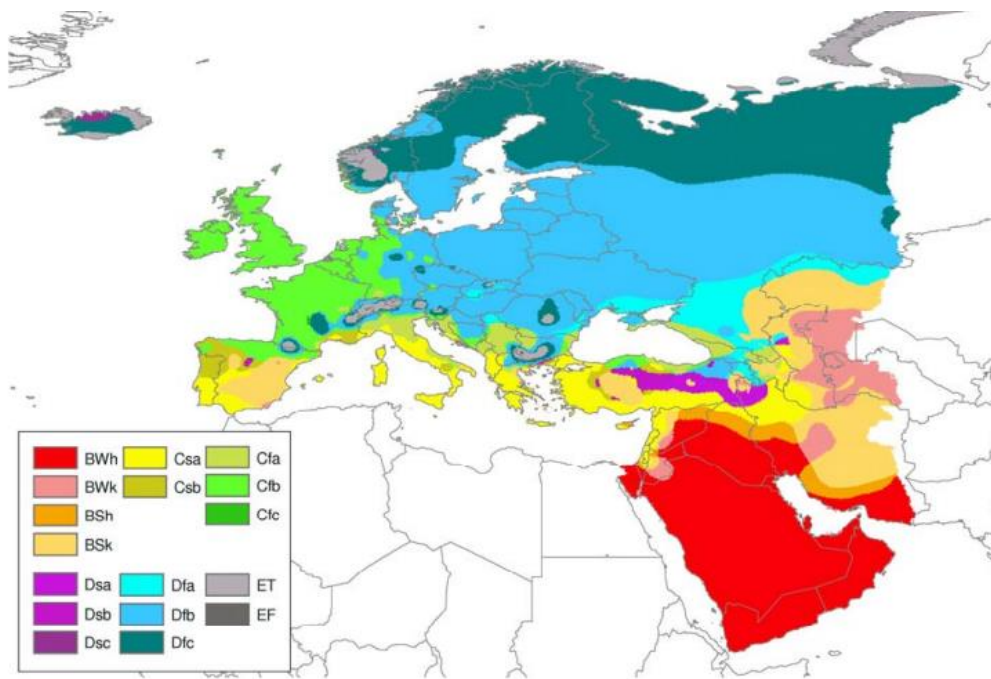 BWh Csa Cfa
BWk Csb Cfb
BSh Cfc
BSk
Dsa Dfa ET
Dsb Dfb EF
Dsc Dfc